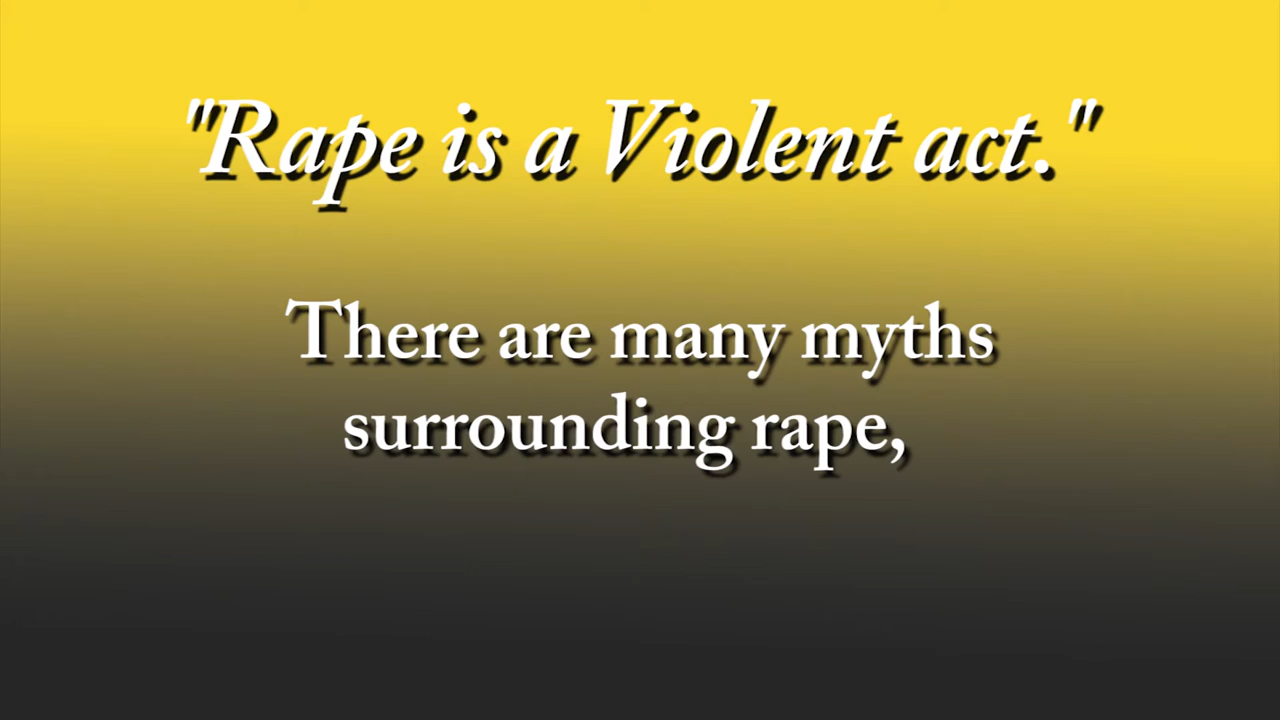 "Rape is a Violent act."
There are many myths
surrounding rape,